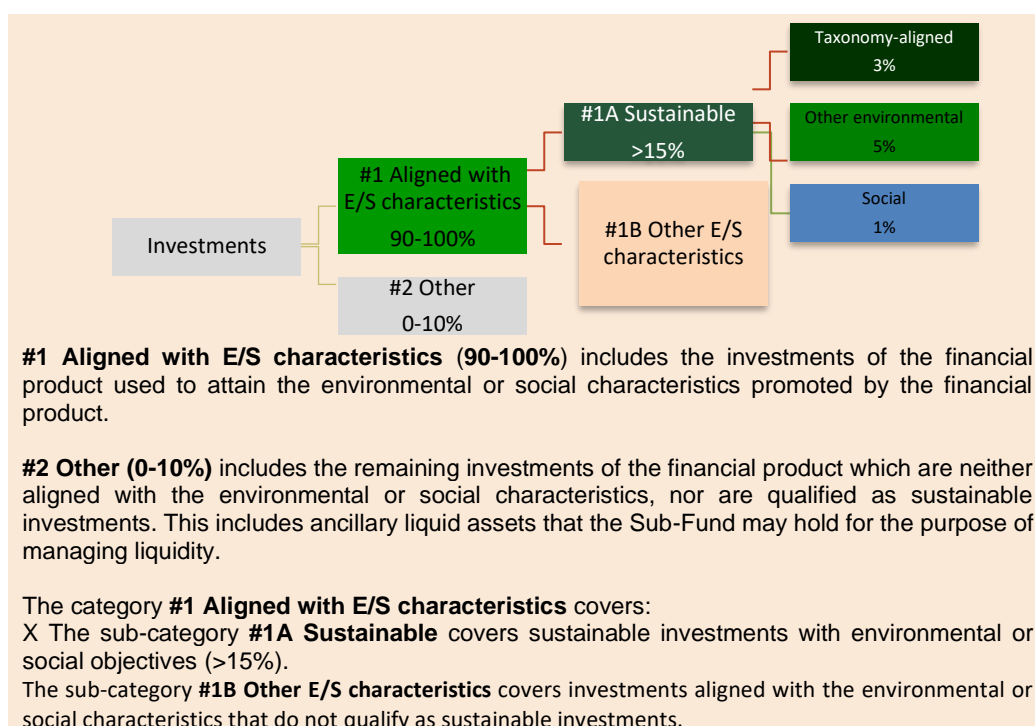 Taxonomy-aligned
3%
#1A Sustainable
>15%
Other environmental
5%
#1 Aligned with
E/S characteristics
90-100%
Social
1%
#1B Other E/S
characteristics
Investments
#2 Other
0-10%
#1 Aligned with E/S characteristics (90-100%) includes the investments of the financial
product used to attain the environmental or social characteristics promoted by the financial
product.
#2 Other (0-10%) includes the remaining investments of the financial product which are neither
aligned with the environmental or social characteristics, nor are qualified as sustainable
investments. This includes ancillary liquid assets that the Sub-Fund may hold for the purpose of
managing liquidity.
The category #1 Aligned with E/S characteristics covers:
X The sub-category #1A Sustainable covers sustainable investments with environmental or
social objectives (>15%).
The sub-category #1B Other E/S characteristics covers investments aligned with the environmental or
social characteristics that do not qualify as sustainable investments.